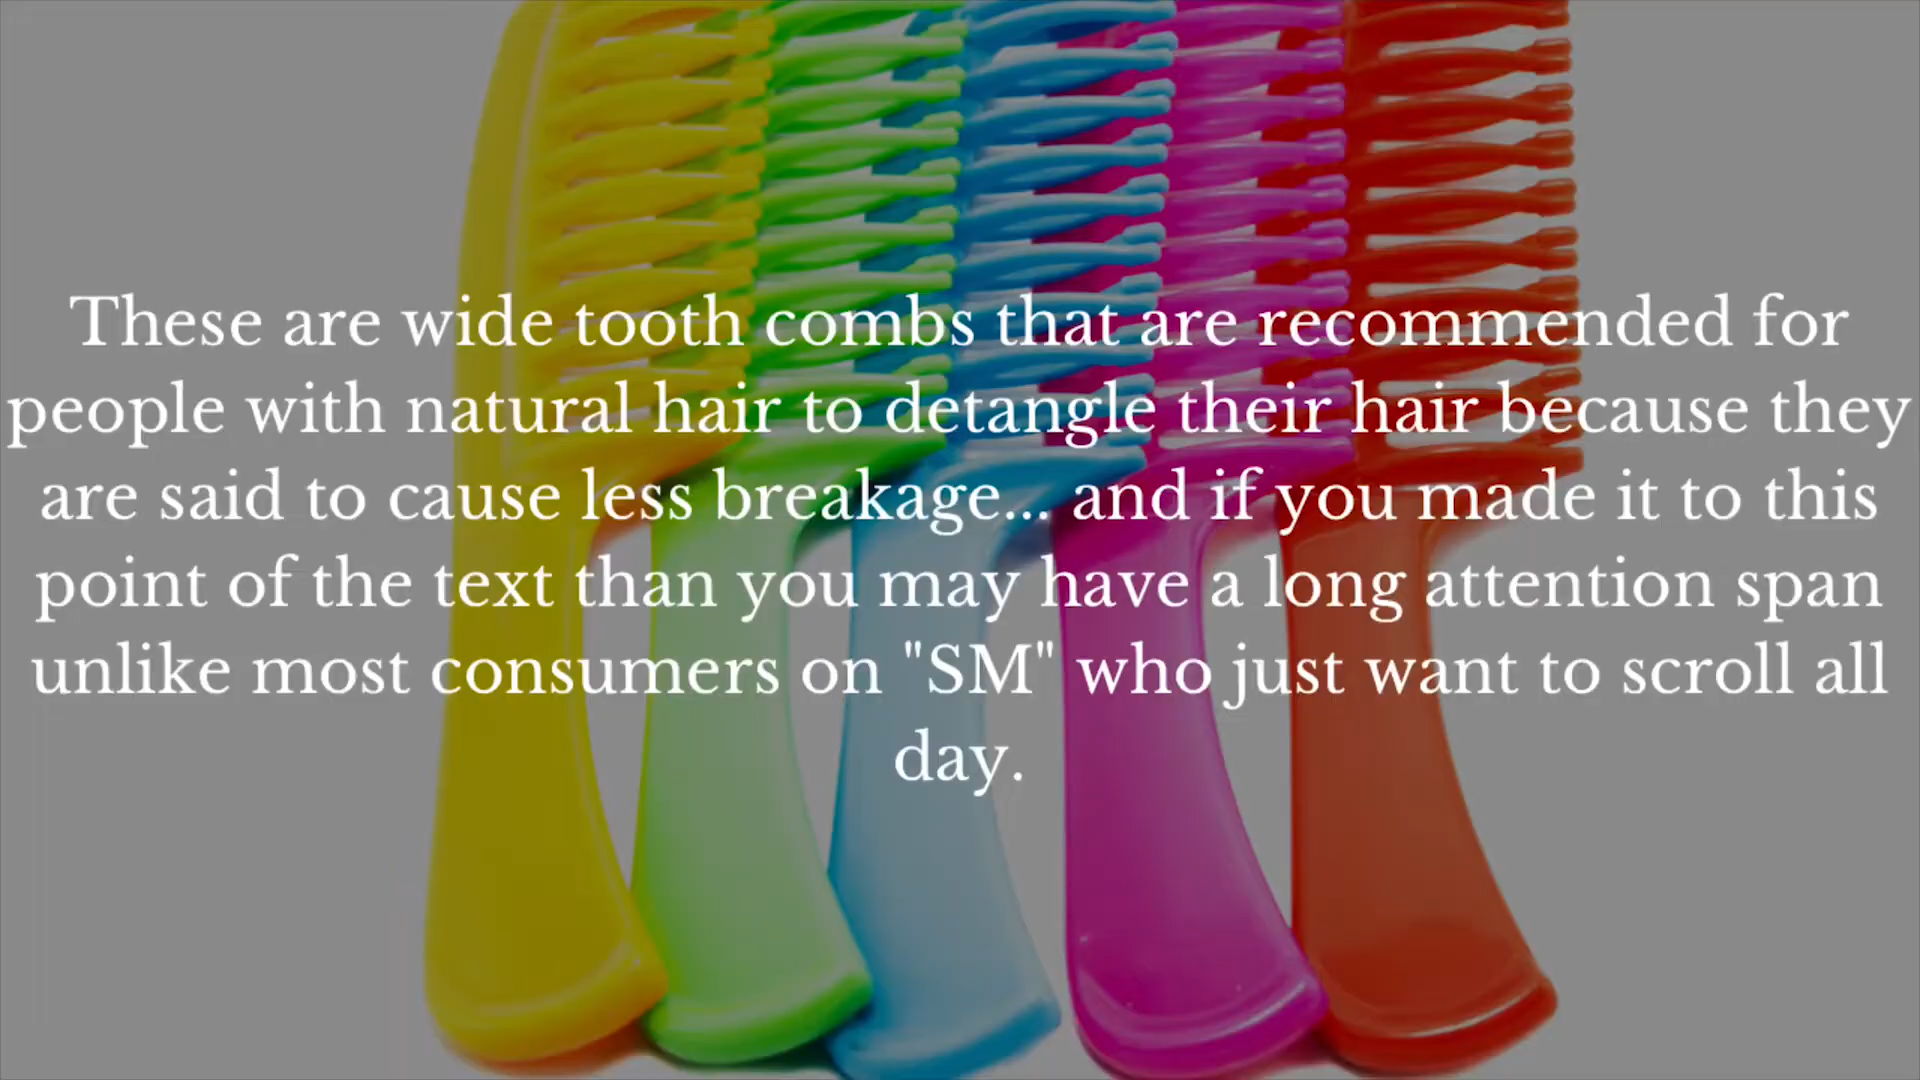 These are wide tooth combs that are recommended for
people with natural hair to detangle their hair because they
are said to cause less breakage... and if you made it to this
point of the text than you may have a long attention span
unlike most consumers on "SM" who just want to scroll all
day.